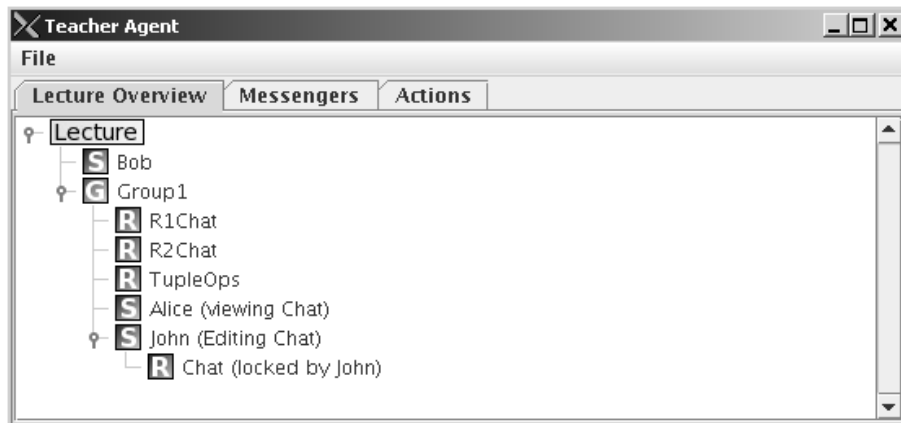 Teacher Agent
File
Lecture Overview Messengers Actions
Lecture
S Bob
G Group1
R R1Chat
R R2Chat
R TupleOps
S Alice (viewing Chat)
S John (Editing Chat)
R Chat (locked by John)